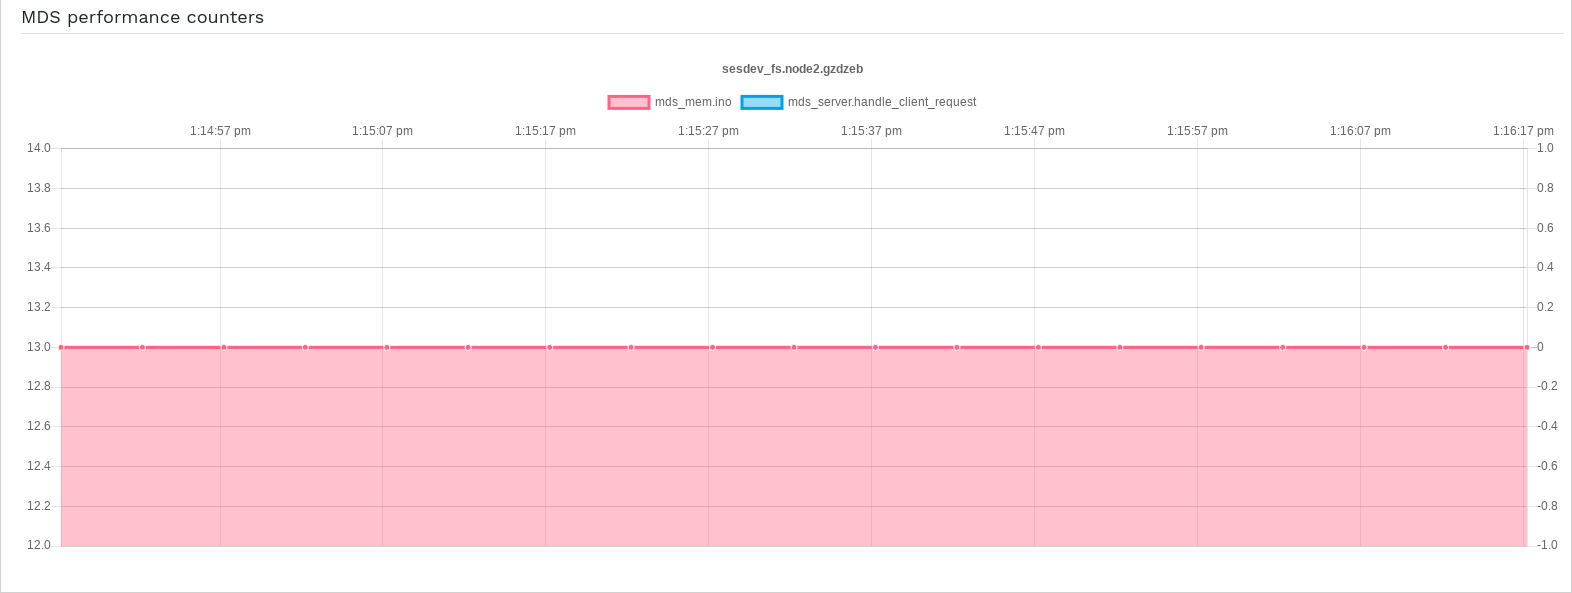 MDS performance counters
sesdev_fs.node2.gzdzeb
mds_mem.ino mds_server.handle_client_request
1:14:57 pm 1:15:07 pm 1:15:17 pm 1:15:27 pm 1:15:37 pm 1:15:47 pm 1:15:57 pm 1:16:07 pm 1:16:17 pm
14.0 1.0
13.8 0.8
13.6 0.6
13.4 0.4
13.2 0.2
13.0 0
12.8 -0.2
12.6 -0.4
12.4 -0.6
12.2 -0.8
12.0 -1.0